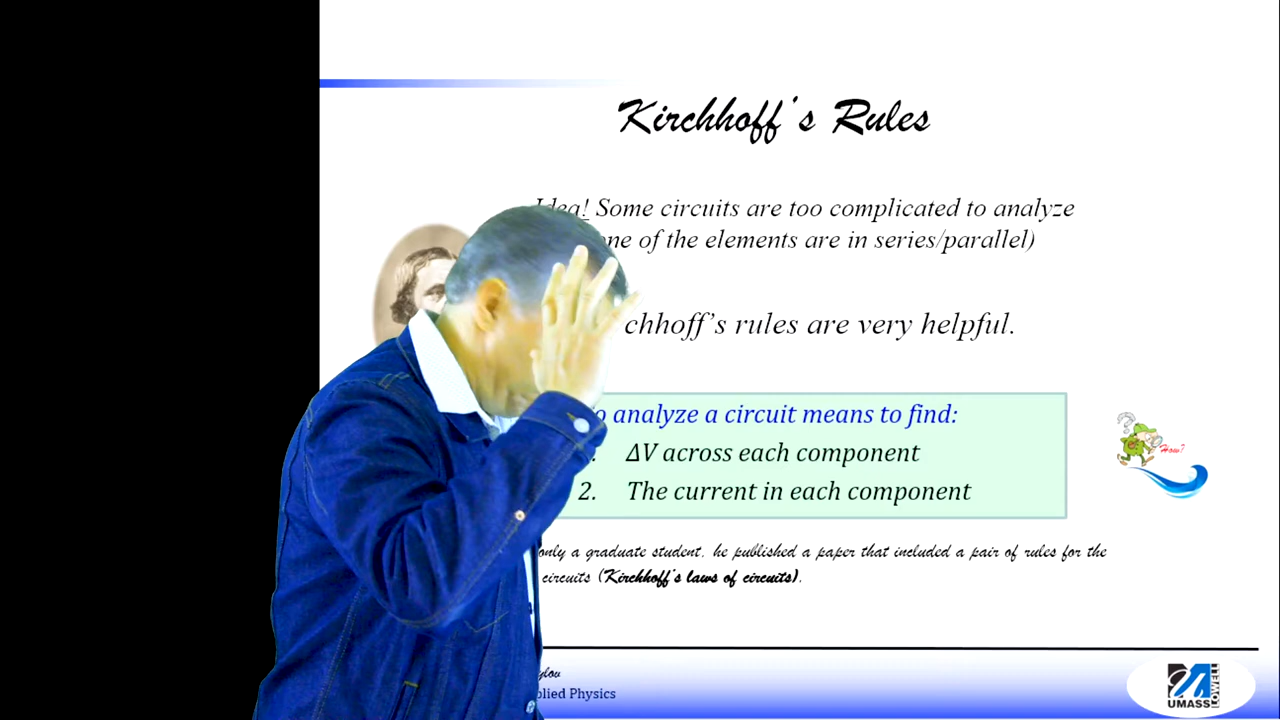 Kirchhoff's Rules
Idea! Some circuits are too complicated to analyze
one of the elements are in series/parallel)
chhoff's rules are very helpful.
o analyze a circuit means to find:
ΔV across each component
2. The current in each component
How?
only a graduate student, he published a paper that included a pair of rules for the
circuits (Kirchhoff's laws of circuits).
ylov
plied Physics
UMASS
LOWELL